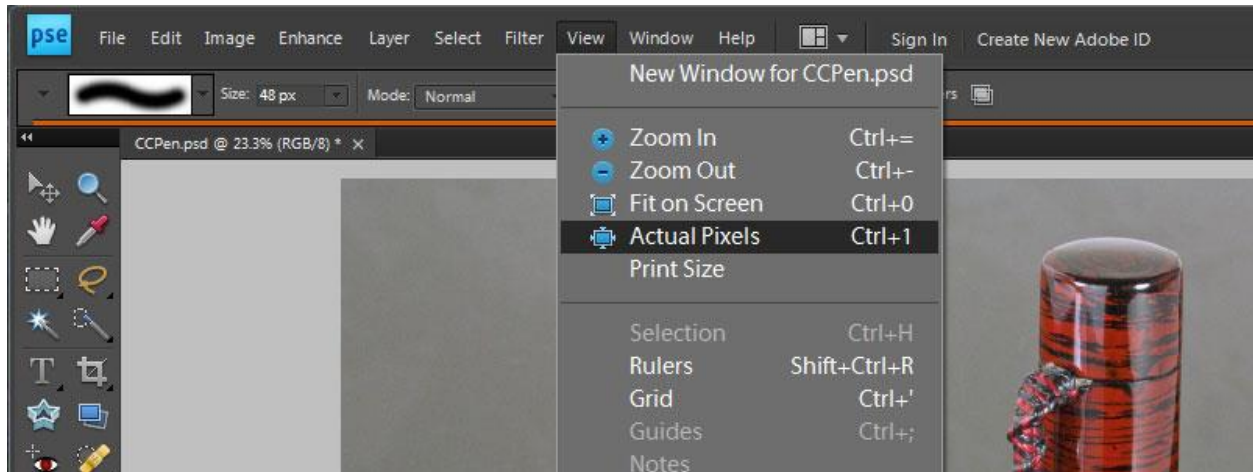 pse File Edit Image Enhance Layer Select Filter View Window Help Sign In Create New Adobe ID
Size: 48 px Mode: Normal
CCPen.psd @ 23.3% (RGB/8) * ×
New Window for CCPen.psd
Zoom In Ctrl+=
Zoom Out Ctrl+-
Fit on Screen Ctrl+0
Actual Pixels Ctrl+1
Print Size
Selection Ctrl+H
Rulers Shift+Ctrl+R
Grid Ctrl+'
Guides Ctrl+;
Notes